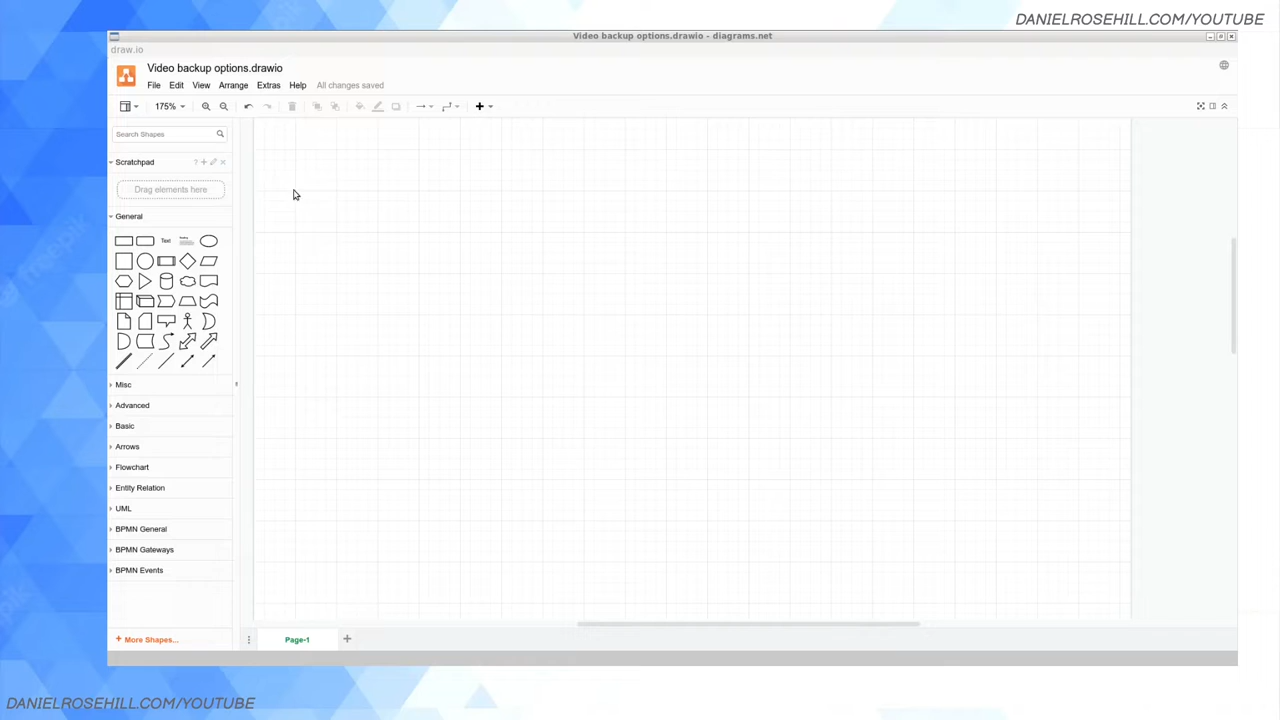 DANIELROSEHILL.COM/YOUTUBE
Video backup options.drawio - diagrams.net
draw.io
Video backup options.drawio
File Edit View Arrange Extras Help All changes saved
175%
Search Shapes
Scratchpad
?
Drag elements here
General
Text
Misc
Advanced
Basic
Arrows
Flowchart
Entity Relation
UML
BPMN General
BPMN Gateways
BPMN Events
+ More Shapes...
Page-1
DANIELROSEHILL.COM/YOUTUBE